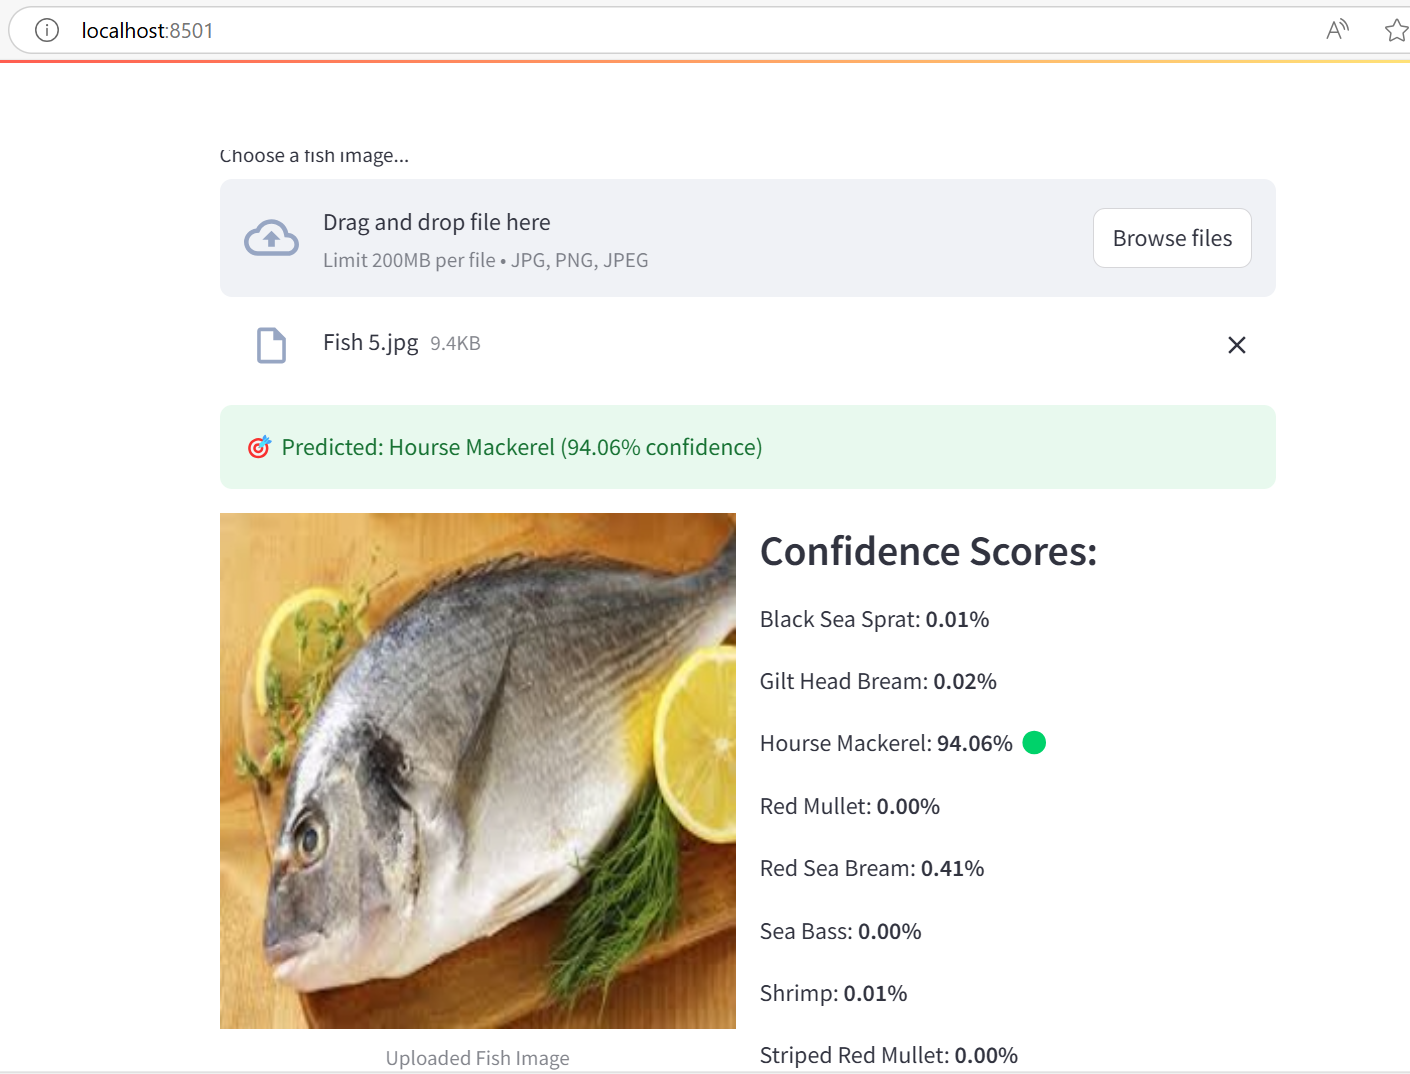 localhost:8501
Choose a fish image...
Drag and drop file here
Limit 200MB per file • JPG, PNG, JPEG
Browse files
Fish 5.jpg 9.4KB
Predicted: Hourse Mackerel (94.06% confidence)
Confidence Scores:
Black Sea Sprat: 0.01%
Gilt Head Bream: 0.02%
Hourse Mackerel: 94.06%
Red Mullet: 0.00%
Red Sea Bream: 0.41%
Sea Bass: 0.00%
Shrimp: 0.01%
Striped Red Mullet: 0.00%
Uploaded Fish Image